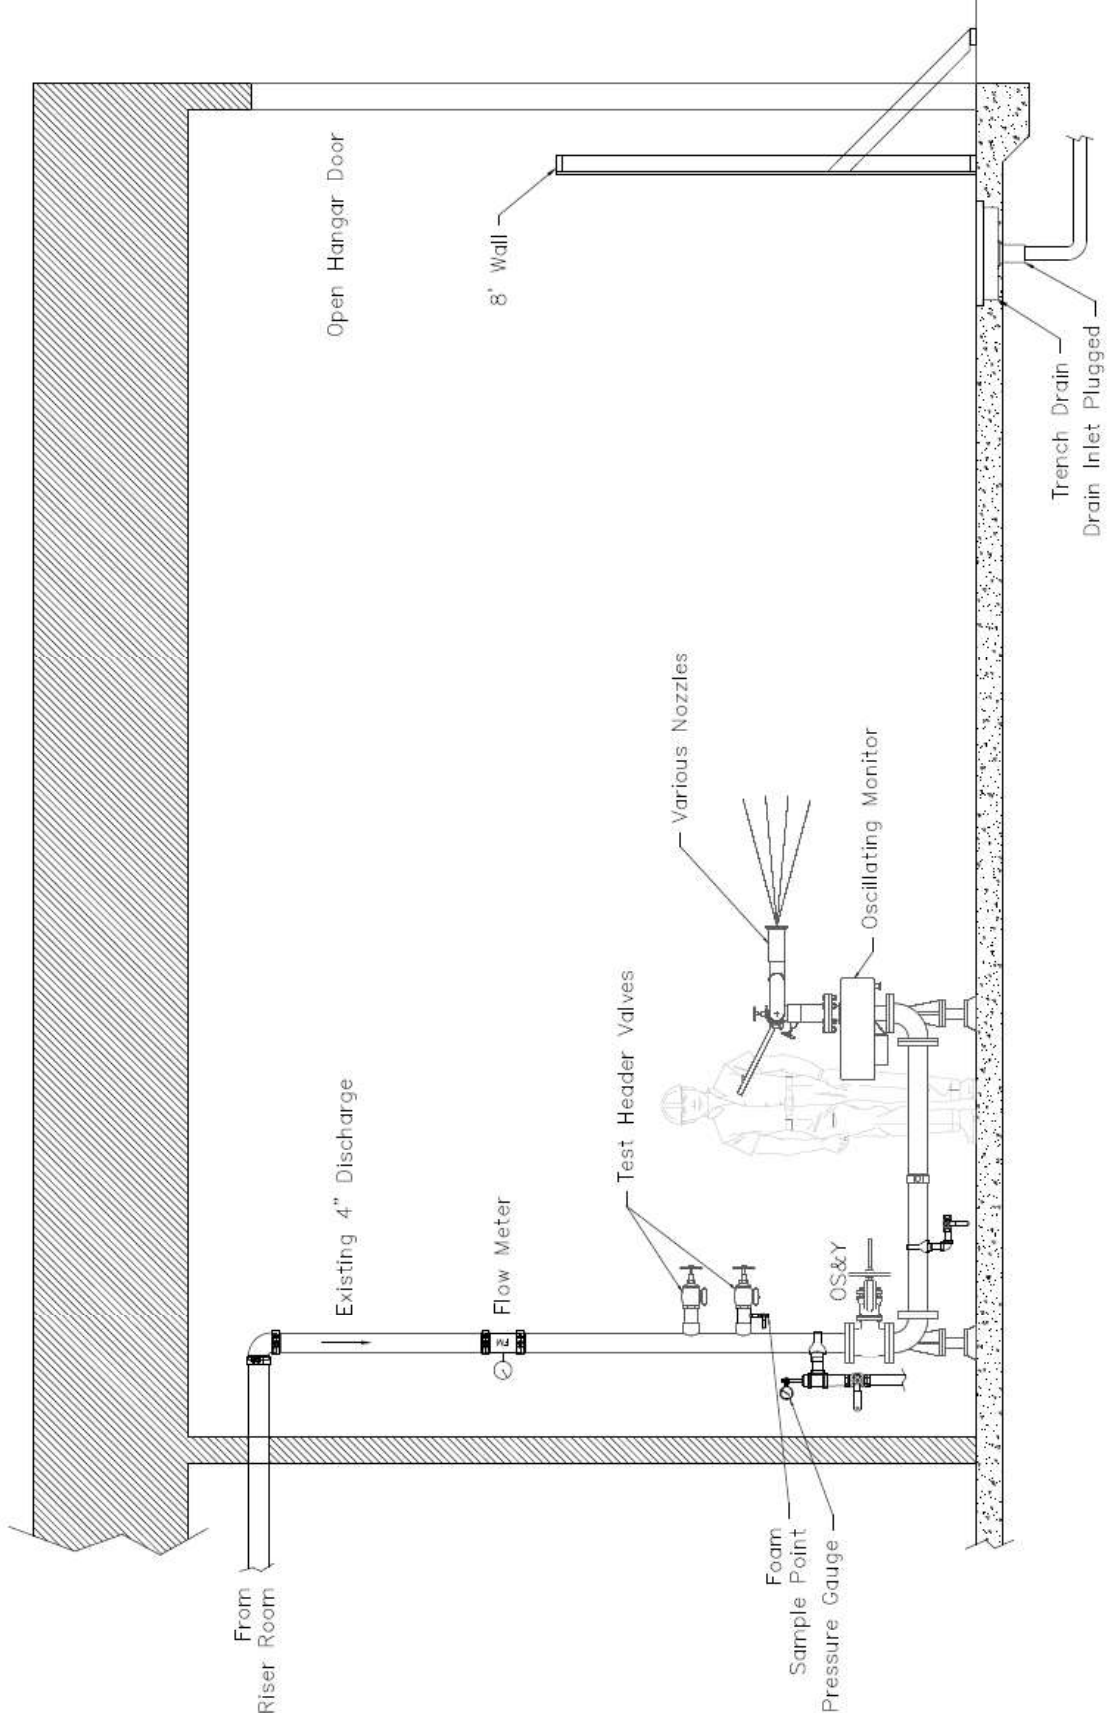 Open Hangar Door
8' Wall
Existing 4" Discharge
Flow Meter
FM
Test Header Valves
Various Nozzles
Oscillating Monitor
OS&Y
From
Riser Room
Foam
Sample Point
Pressure Gauge
Trench Drain
Drain Inlet Plugged